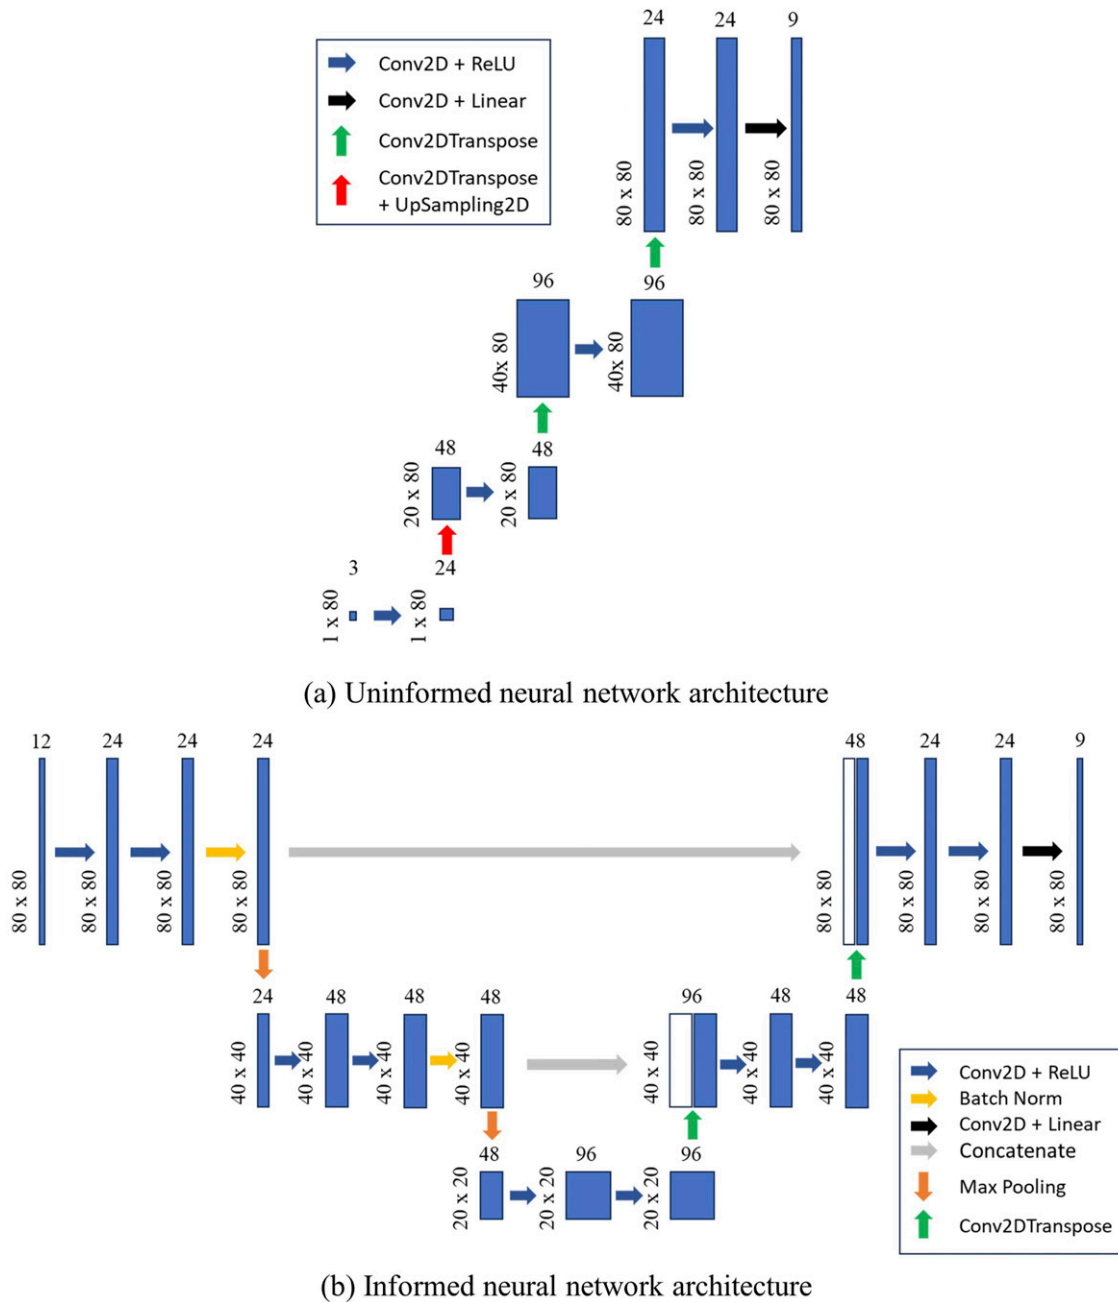 24 24 9
Conv2D + ReLU
Conv2D + Linear
Conv2DTranspose
Conv2DTranspose
+ UpSampling2D
80 x 80
80 x 80
80 x 80
96 96
40x 80
40x 80
48 48
20 x 80
20 x 80
3 24
1 x 80
1 x 80
(a) Uninformed neural network architecture
12 24 24 24 48 24 24 9
80 x 80
80 x 80
80 x 80
80 x 80
80 x 80
80 x 80
80 x 80
80 x 80
24 48 48 48 96 48 48
40 x 40
40 x 40
40 x 40
40 x 40
40 x 40
40 x 40
40 x 40
48 96 96
20 x 20
20 x 20
20 x 20
Conv2D + ReLU
Batch Norm
Conv2D + Linear
Concatenate
Max Pooling
Conv2DTranspose
(b) Informed neural network architecture